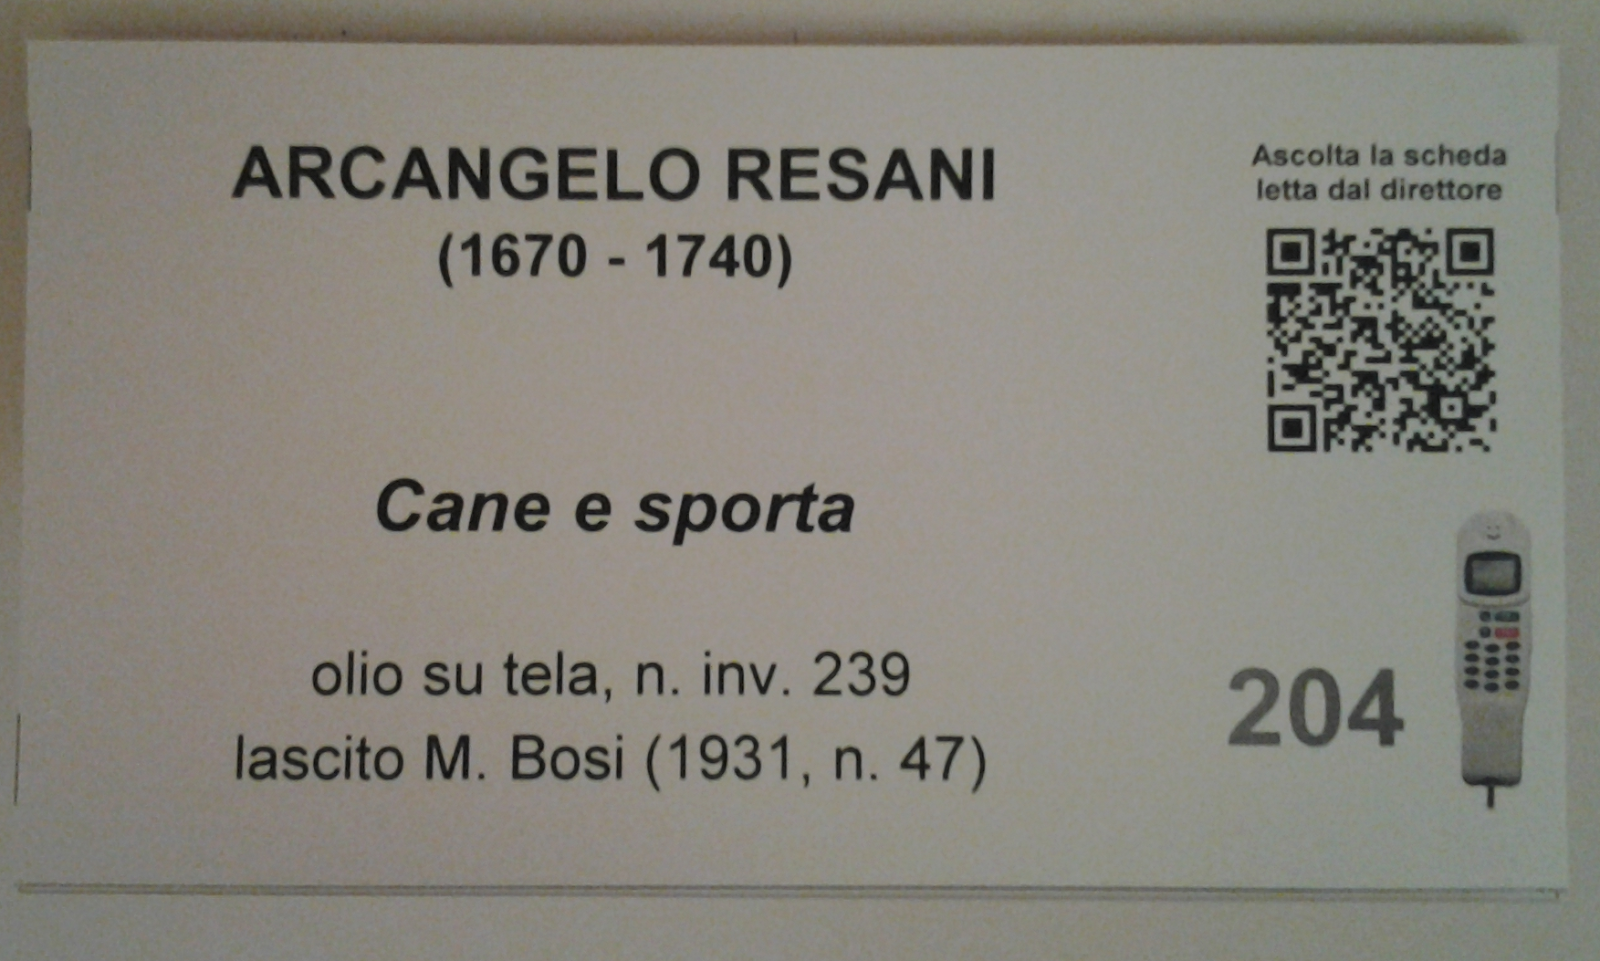 ARCANGELO RESANI
(1670 - 1740)
Cane e sporta
olio su tela, n. inv. 239
lascito M. Bosi (1931, n. 47)
Ascolta la scheda
letta dal direttore
204